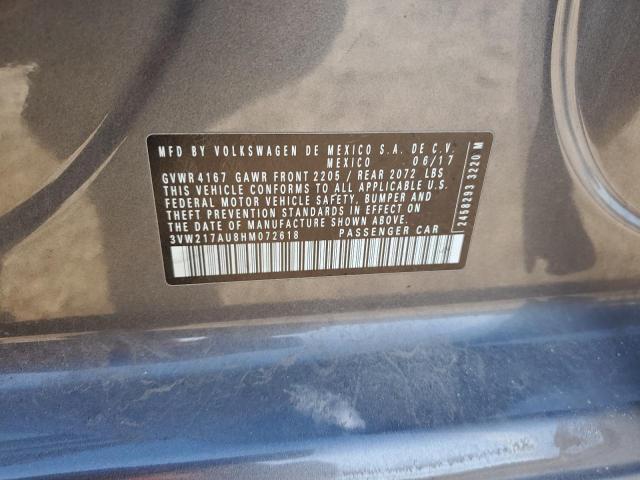 MFD BY VOLKSWAGEN DE MEXICO S.A. DE C.V.
MEXICO 06/17
GVWR 4167 GAWR FRONT 2205 / REAR 2072 LBS
THIS VEHICLE CONFORMS TO ALL APPLICABLE U.S.
FEDERAL MOTOR VEHICLE SAFETY, BUMPER AND
THEFT PREVENTION STANDARDS IN EFFECT ON
THE DATE OF MANUFACTURE SHOWN ABOVE.
3VW217AU8HM072618 PASSENGER CAR
2458293 3220 M